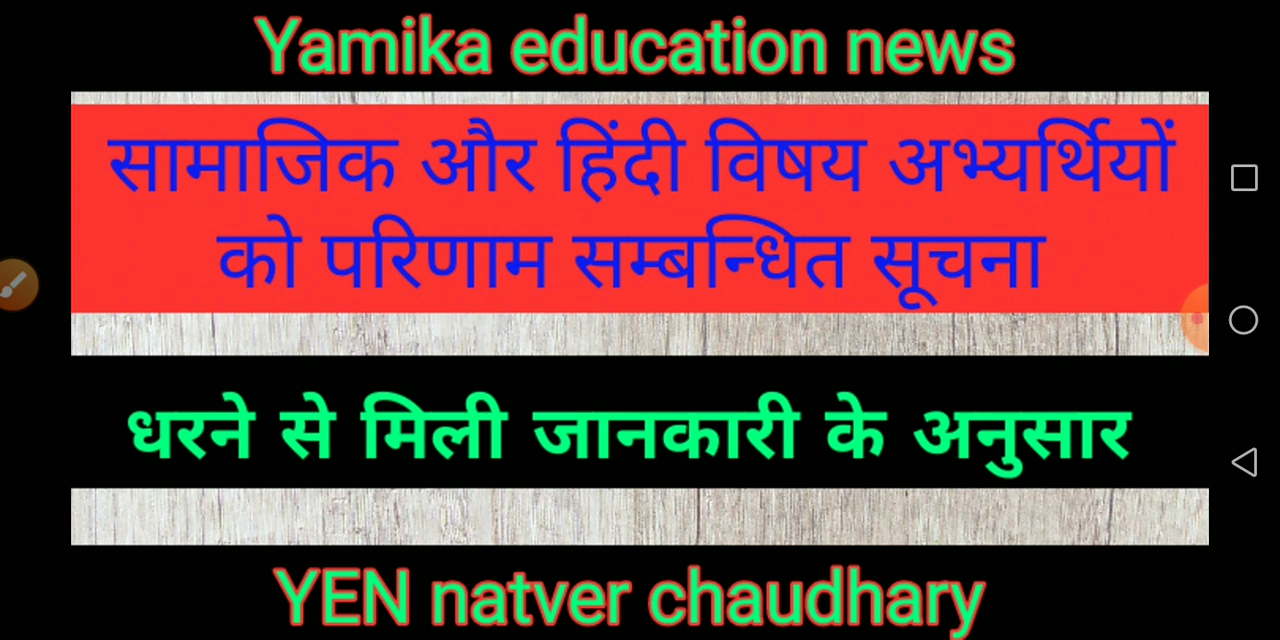 Yamika education news
सामाजिक और हिंदी विषय अभ्यर्थियों
को परिणाम सम्बन्धित सूचना
धरने से मिली जानकारी के अनुसार
YEN natver chaudhary